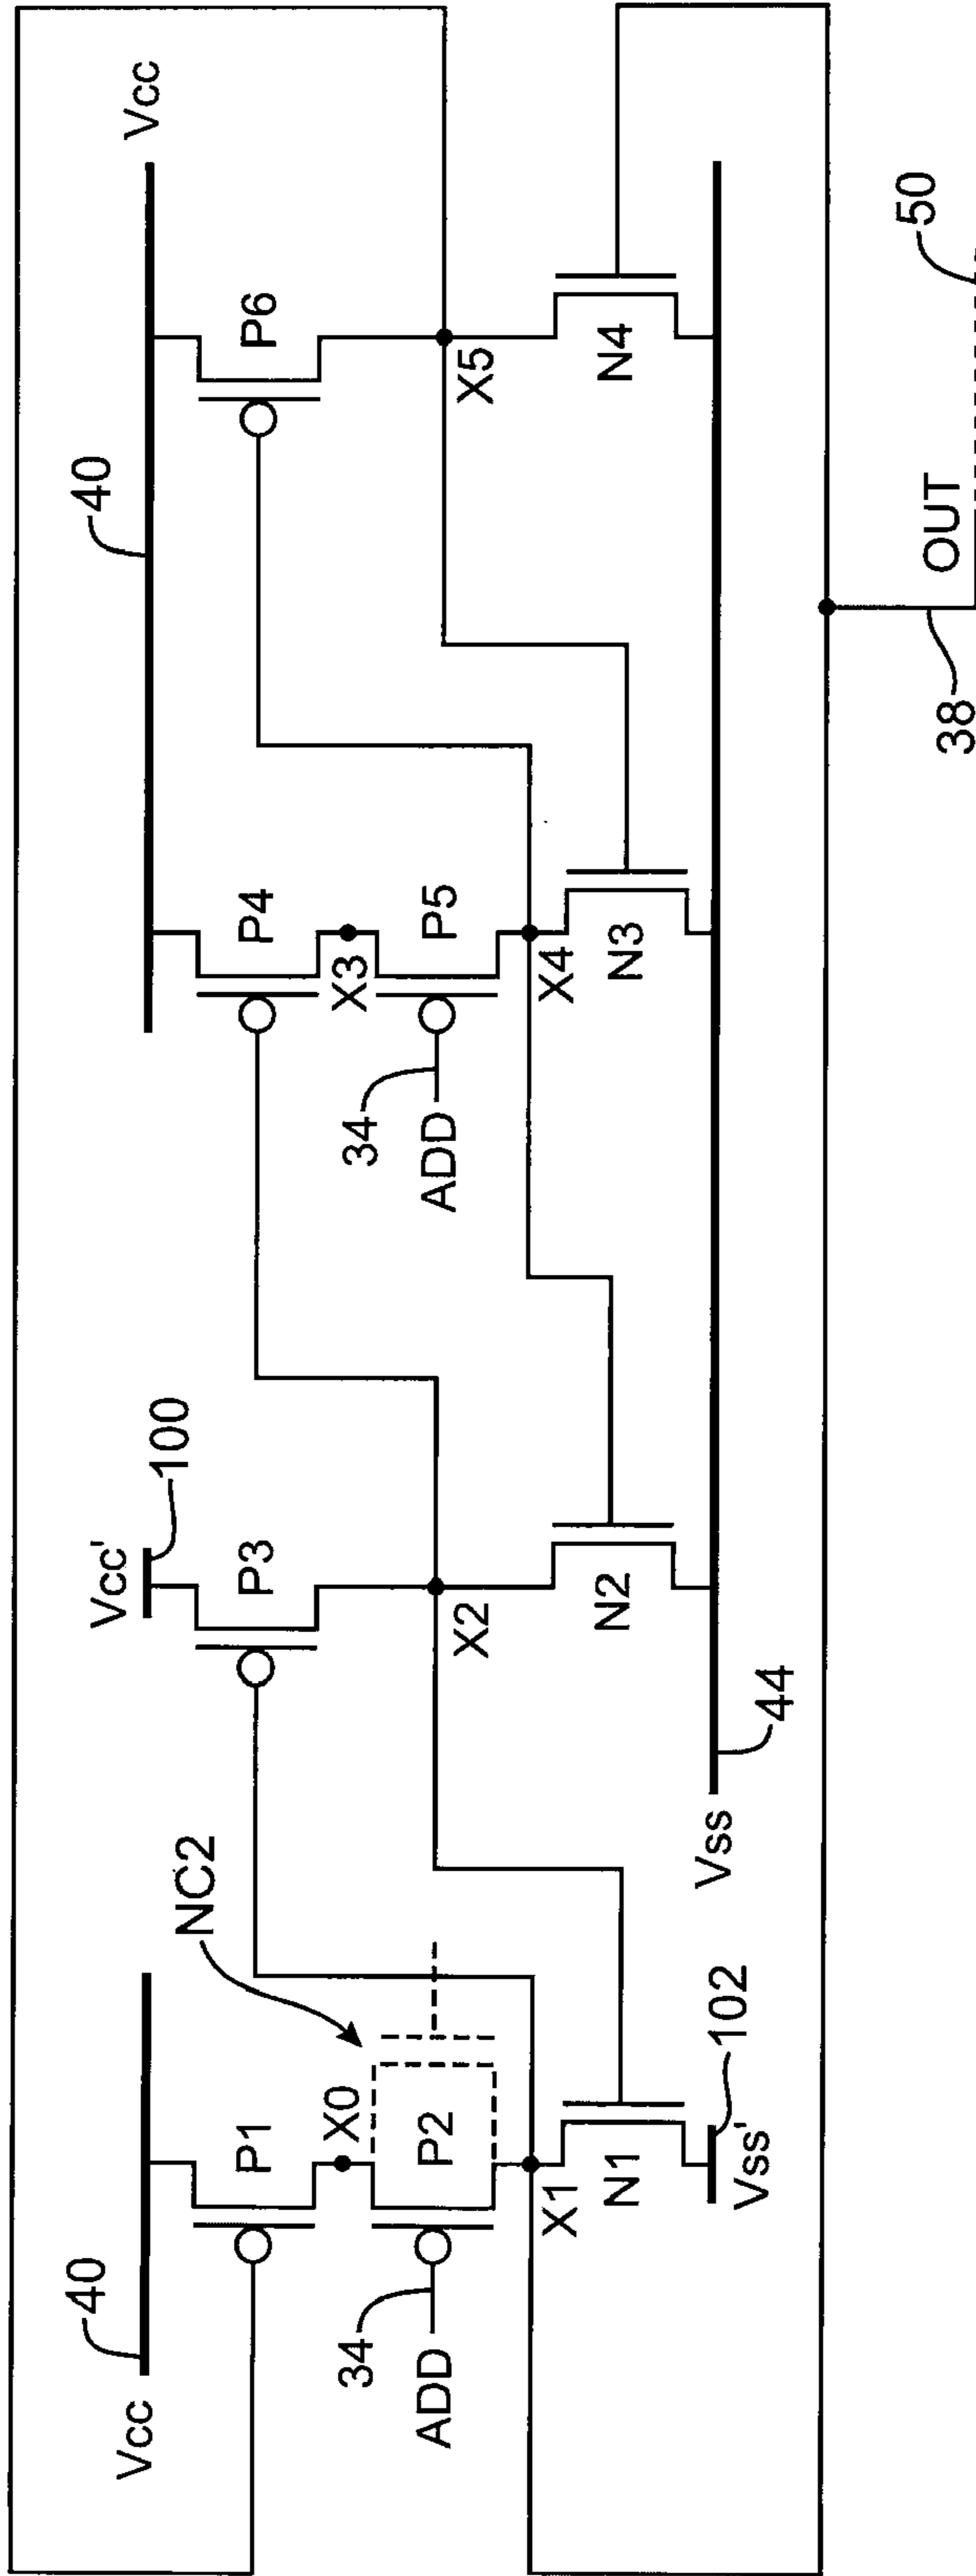 Vcc
40
Vcc
40
Vcc'
100
P1
P3
P4
P6
NC2
X0
X3
34
ADD
P2
34
ADD
P5
X1
X2
X4
X5
N1
N2
N3
N4
Vss'
102
Vss
44
38
OUT
50